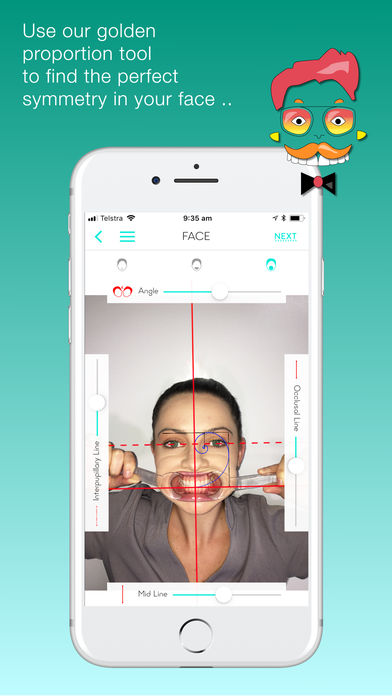 Use our golden
proportion tool
to find the perfect
symmetry in your face ..
Telstra 9:35 am
FACE NEXT
Angle
Interpupillary Line
Occlusal Line
Mid Line